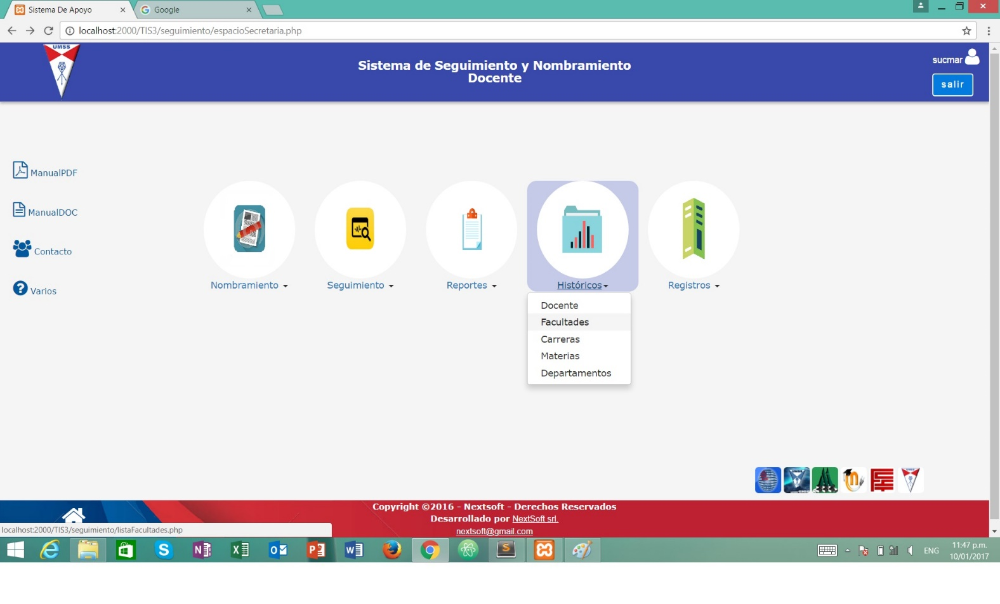 Sistema De Apoyo
Google
localhost:2000/TIS3/seguimiento/espacioSecretaria.php
UMSS
Sistema de Seguimiento y Nombramiento
Docente
sucmar
salir
ManualPDF
ManualDOC
Contacto
Varios
Nombramiento
Seguimiento
Reportes
Históricos
Registros
Docente
Facultades
Carreras
Materias
Departamentos
Copyright ©2016 - Nextsoft - Derechos Reservados
Desarrollado por NextSoft srl.
nextsoft@gmail.com
localhost:2000/TIS3/seguimiento/listaFacultades.php
ENG
11:47 p.m.
10/01/2017